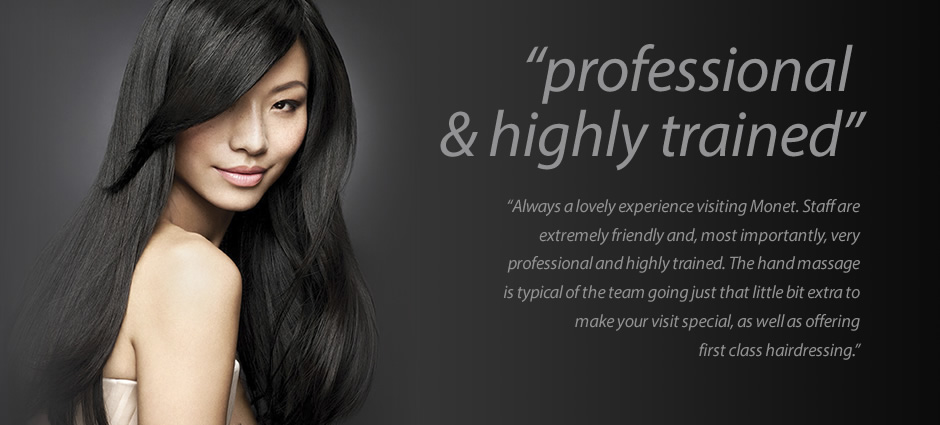 “professional
& highly trained”
“Always a lovely experience visiting Monet. Staff are
extremely friendly and, most importantly, very
professional and highly trained. The hand massage
is typical of the team going just that little bit extra to
make your visit special, as well as offering
first class hairdressing.”